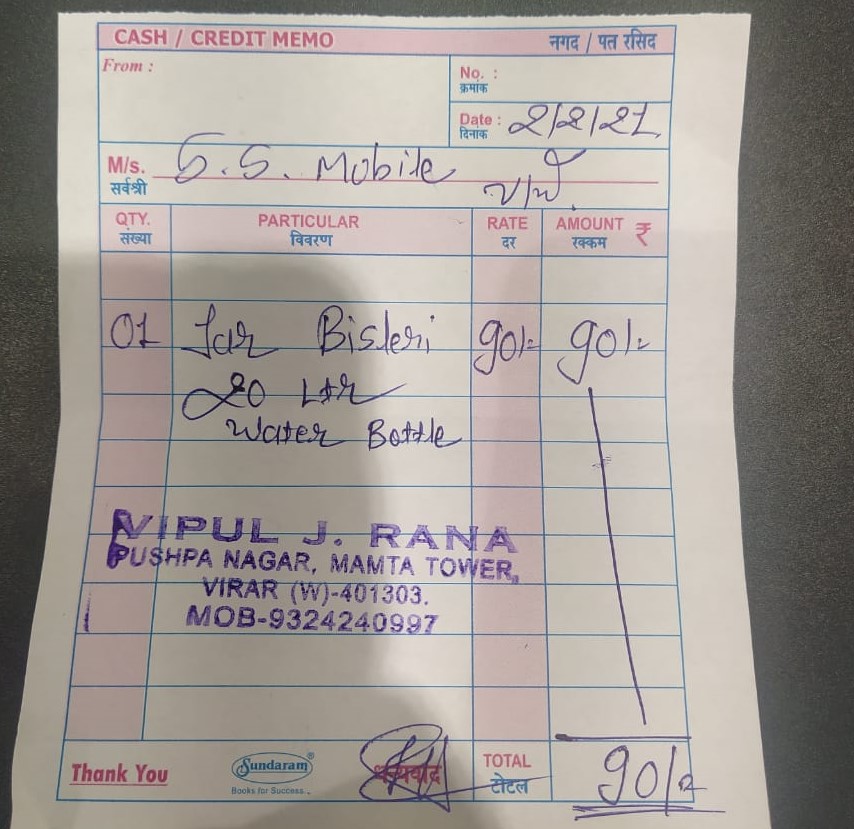 CASH / CREDIT MEMO नगद / पत रसिद
From :
No. :
क्रमांक
Date : 2/2/21
दिनांक
M/s. S.S. Mobile
सर्वश्री
QTY. PARTICULAR RATE AMOUNT ₹
संख्या विवरण दर रक्कम
01 Jar Bisleri 90/- 90/-
20 Ltr
Water Bottle
VIPUL J. RANA
PUSHPA NAGAR, MAMTA TOWER,
VIRAR (W)-401303.
MOB-9324240997
Thank You Sundaram® धन्यवाद TOTAL 90/-
Books for Success... टोटल